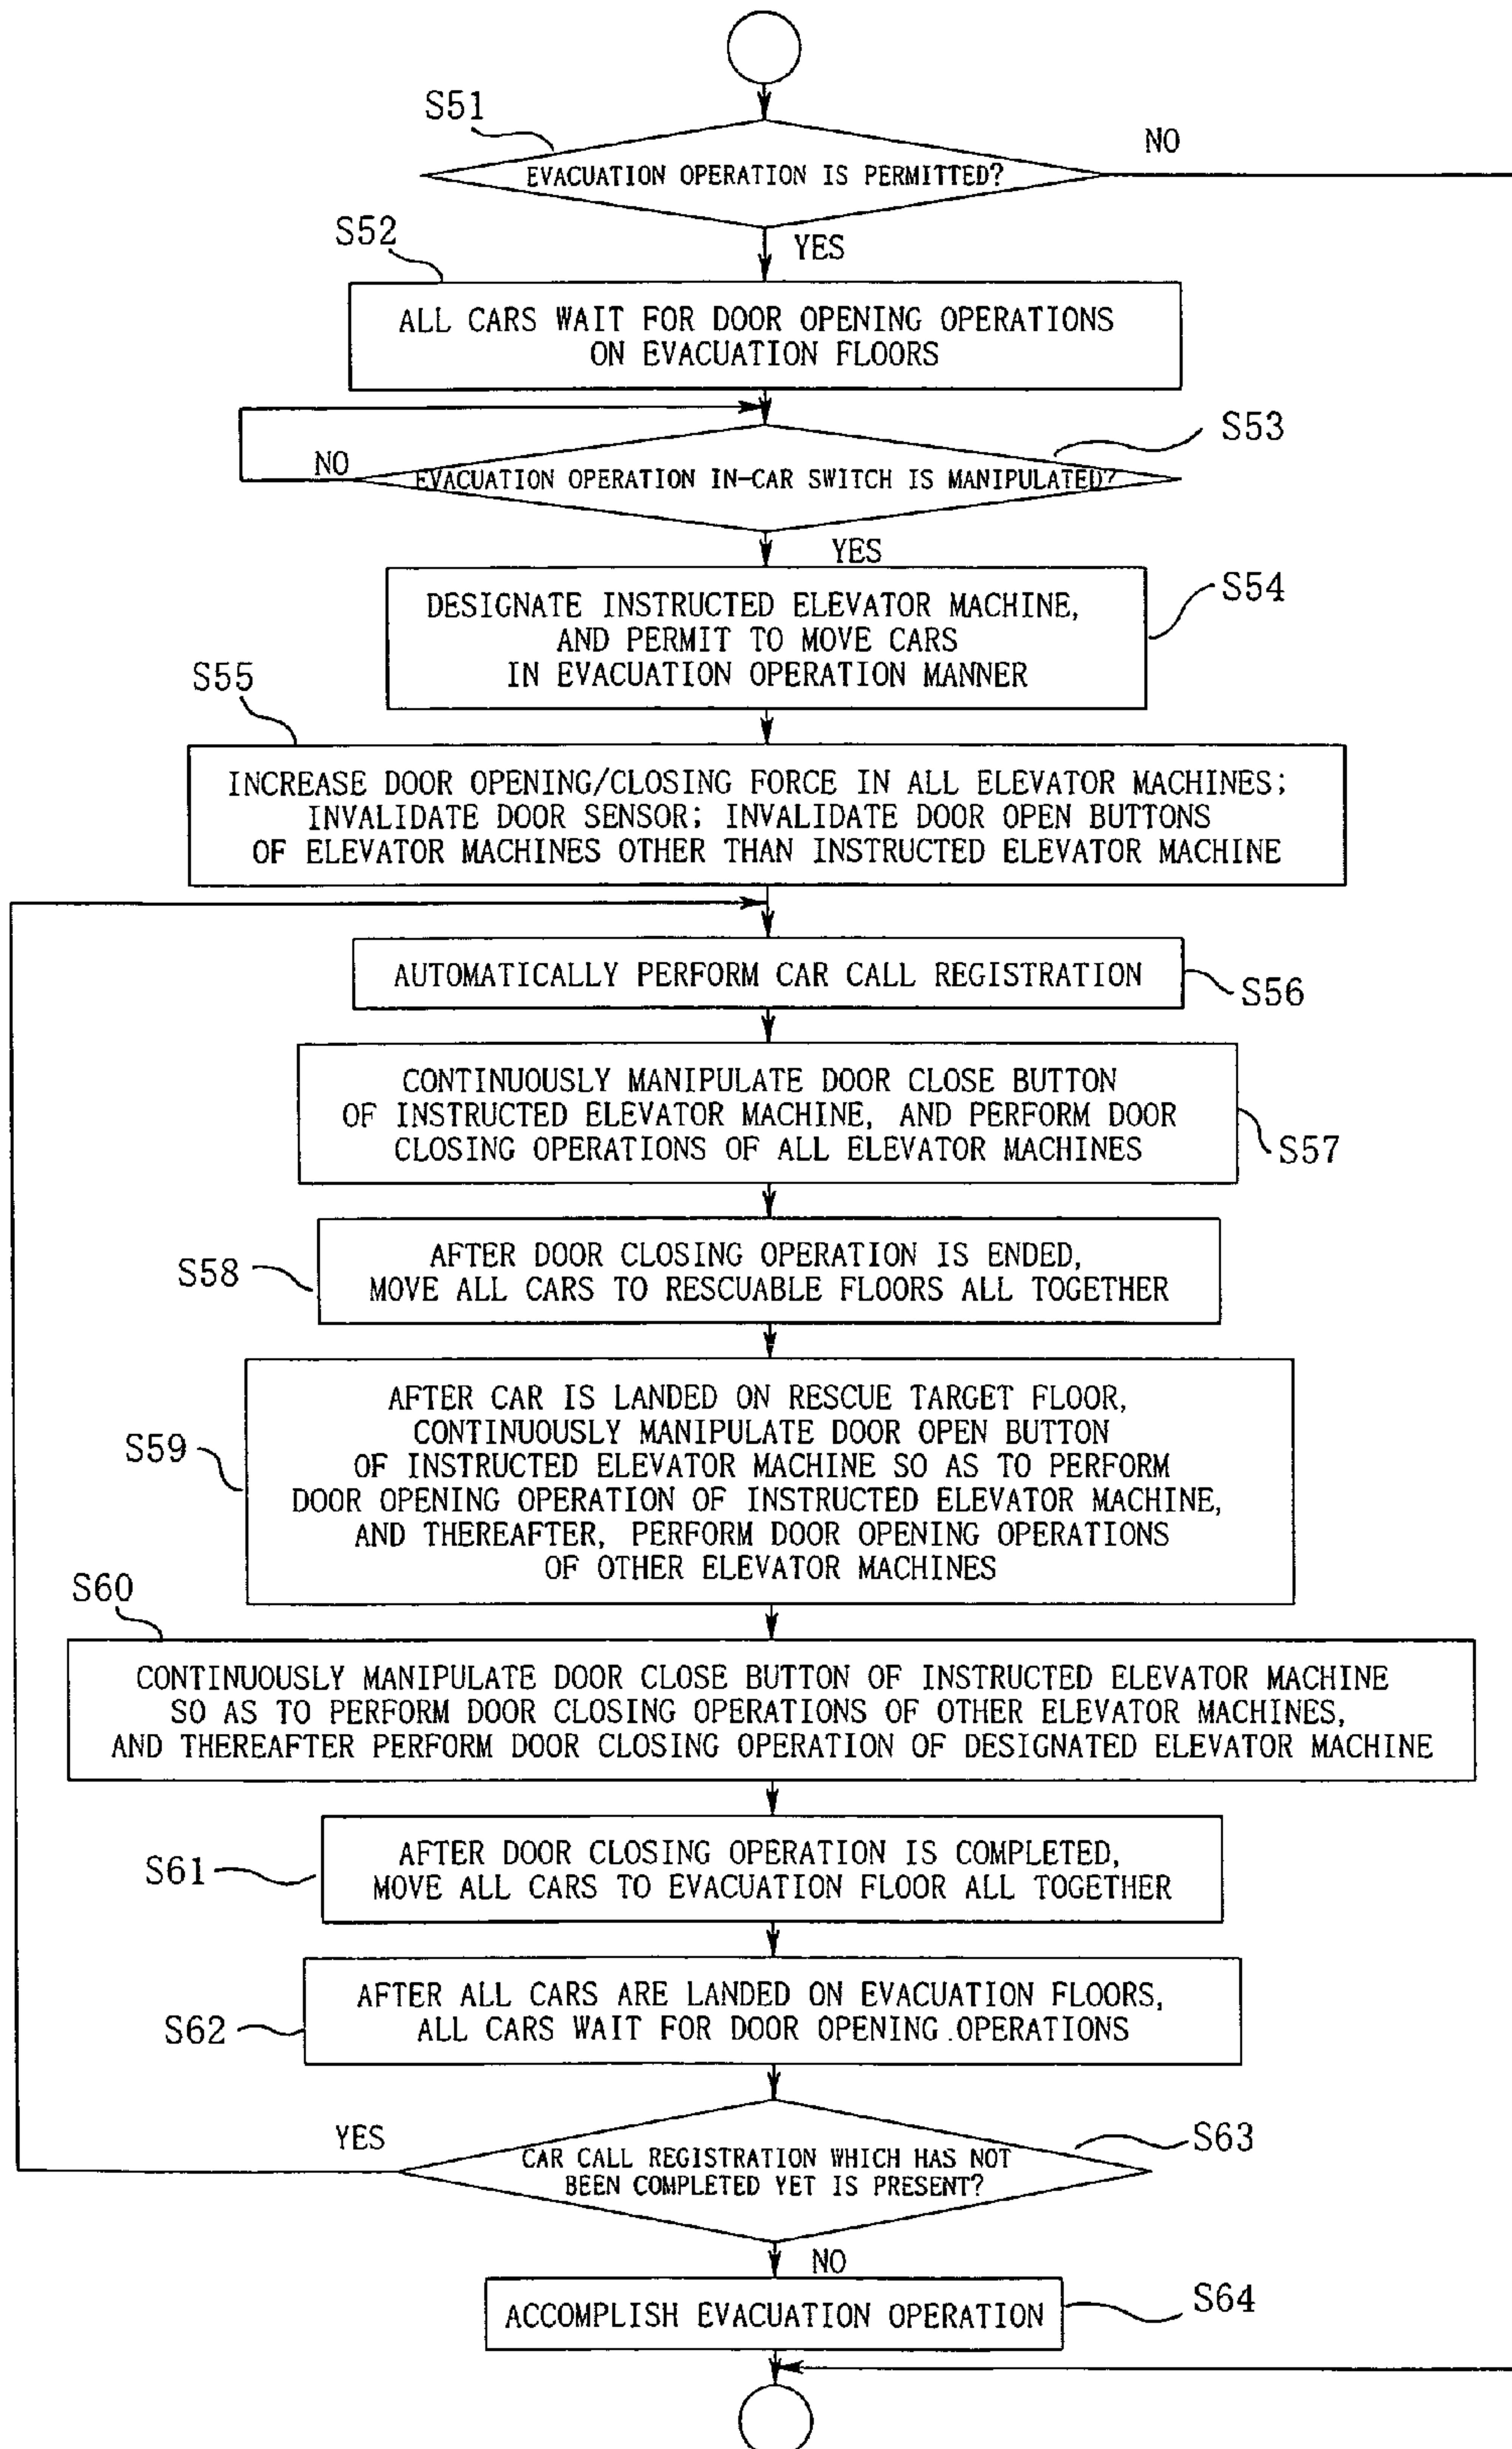 S51
EVACUATION OPERATION IS PERMITTED?
NO
YES
S52
ALL CARS WAIT FOR DOOR OPENING OPERATIONS
ON EVACUATION FLOORS
S53
NO
EVACUATION OPERATION IN-CAR SWITCH IS MANIPULATED?
YES
S54
DESIGNATE INSTRUCTED ELEVATOR MACHINE,
AND PERMIT TO MOVE CARS
IN EVACUATION OPERATION MANNER
S55
INCREASE DOOR OPENING/CLOSING FORCE IN ALL ELEVATOR MACHINES;
INVALIDATE DOOR SENSOR; INVALIDATE DOOR OPEN BUTTONS
OF ELEVATOR MACHINES OTHER THAN INSTRUCTED ELEVATOR MACHINE
AUTOMATICALLY PERFORM CAR CALL REGISTRATION
S56
CONTINUOUSLY MANIPULATE DOOR CLOSE BUTTON
OF INSTRUCTED ELEVATOR MACHINE, AND PERFORM DOOR
CLOSING OPERATIONS OF ALL ELEVATOR MACHINES
S57
S58
AFTER DOOR CLOSING OPERATION IS ENDED,
MOVE ALL CARS TO RESCUABLE FLOORS ALL TOGETHER
S59
AFTER CAR IS LANDED ON RESCUE TARGET FLOOR,
CONTINUOUSLY MANIPULATE DOOR OPEN BUTTON
OF INSTRUCTED ELEVATOR MACHINE SO AS TO PERFORM
DOOR OPENING OPERATION OF INSTRUCTED ELEVATOR MACHINE,
AND THEREAFTER, PERFORM DOOR OPENING OPERATIONS
OF OTHER ELEVATOR MACHINES
S60
CONTINUOUSLY MANIPULATE DOOR CLOSE BUTTON OF INSTRUCTED ELEVATOR MACHINE
SO AS TO PERFORM DOOR CLOSING OPERATIONS OF OTHER ELEVATOR MACHINES,
AND THEREAFTER PERFORM DOOR CLOSING OPERATION OF DESIGNATED ELEVATOR MACHINE
S61
AFTER DOOR CLOSING OPERATION IS COMPLETED,
MOVE ALL CARS TO EVACUATION FLOOR ALL TOGETHER
S62
AFTER ALL CARS ARE LANDED ON EVACUATION FLOORS,
ALL CARS WAIT FOR DOOR OPENING OPERATIONS
YES
S63
CAR CALL REGISTRATION WHICH HAS NOT
BEEN COMPLETED YET IS PRESENT?
NO
S64
ACCOMPLISH EVACUATION OPERATION